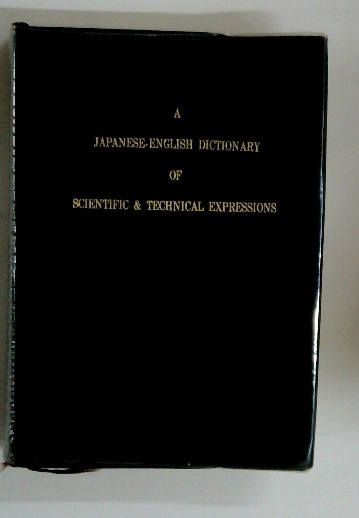 A
JAPANESE-ENGLISH DICTIONARY
OF
SCIENTIFIC & TECHNICAL EXPRESSIONS